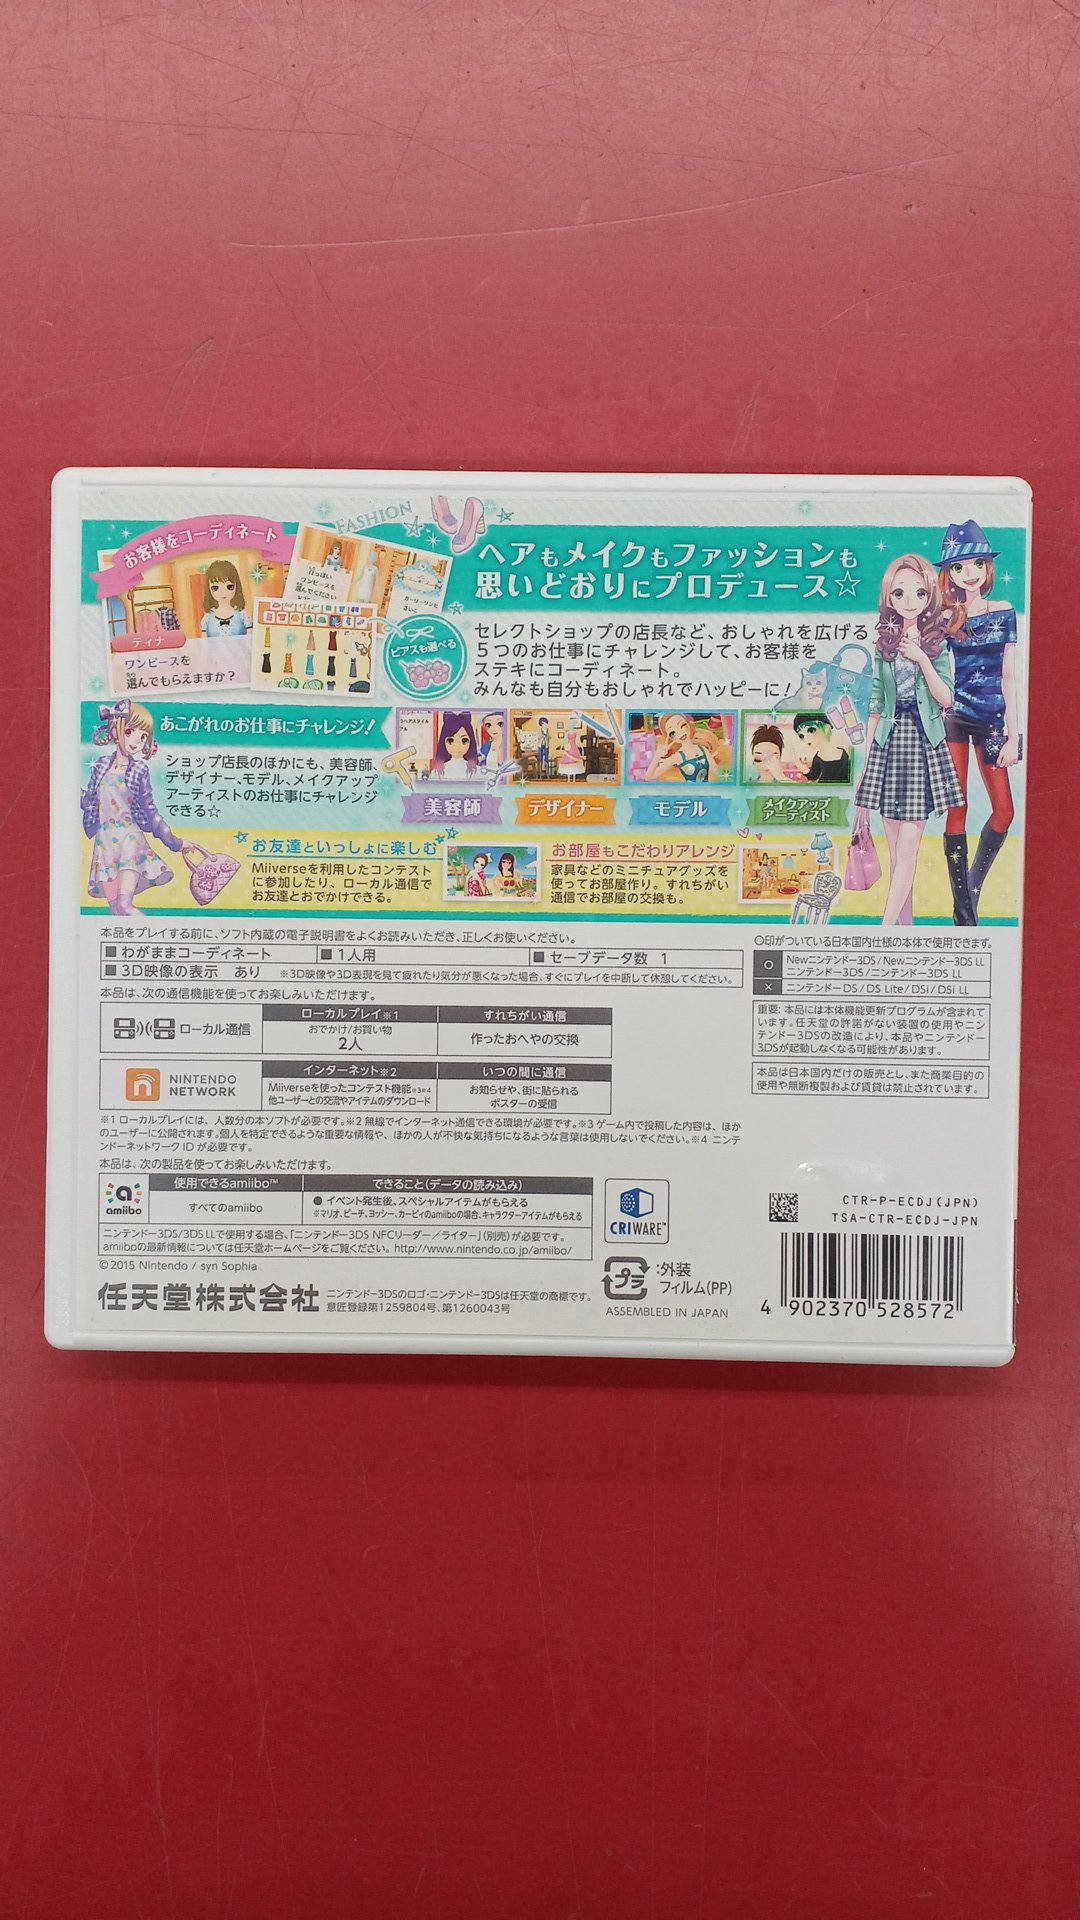 FASHION
お客様をコーディネート
ヘアもメイクもファッションも
思いどおりにプロデュース☆
ワンピースを
選んでください
ガーリーワンピ
ティナ
ワンピースを
選んでもらえますか?
ピアスも選べる
セレクトショップの店長など、おしゃれを広げる
5つのお仕事にチャレンジして、お客様を
ステキにコーディネート。
みんなも自分もおしゃれでハッピーに!
あこがれのお仕事にチャレンジ!
ショップ店長のほかにも、美容師、
デザイナー、モデル、メイクアップ
アーティストのお仕事にチャレンジ
できる☆
美容師
デザイナー
モデル
メイクアップ
アーティスト
お友達といっしょに楽しむ
Miiverseを利用したコンテスト
に参加したり、ローカル通信で
お友達とおでかけできる。
お部屋もこだわりアレンジ
家具などのミニチュアグッズを
使ってお部屋作り。すれちがい
通信でお部屋の交換も。
本品をプレイする前に、ソフト内蔵の電子説明書をよくお読みいただき、正しくお使いください。
■ わがままコーディネート ■ 1人用 ■ セーブデータ数 1
■ 3D映像の表示 あり ※3D映像や3D表現を見て疲れたり気分が悪くなった場合、すぐにプレイを中断して休憩してください。
本品は、次の通信機能を使ってお楽しみいただけます。
ローカル通信
ローカルプレイ※1 すれちがい通信
おでかけ/お買い物
2人
作ったおへやの交換
NINTENDO
NETWORK
インターネット※2 いつの間に通信
Miiverseを使ったコンテスト機能※3※4
他ユーザーとの交流やアイテムのダウンロード
お知らせや、街に貼られる
ポスターの受信
※1 ローカルプレイには、人数分の本ソフトが必要です。※2 無線でインターネット通信できる環境が必要です。※3 ゲーム内で投稿した内容は、ほか
のユーザーに公開されます。個人を特定できるような重要な情報や、ほかの人が不快な気持ちになるような言葉は使用しないでください。※4 ニンテ
ンドーネットワークIDが必要です。
本品は、次の製品を使ってお楽しみいただけます。
amiibo
使用できるamiibo™ できること(データの読み込み)
すべてのamiibo
● イベント発生後、スペシャルアイテムがもらえる
※マリオ、ピーチ、ヨッシー、カービィのamiiboの場合、キャラクターアイテムがもらえる
ニンテンドー3DS/3DS LLで使用する場合、「ニンテンドー3DS NFCリーダー/ライター」(別売)が必要です。
amiiboの最新情報については任天堂ホームページをご覧ください。http://www.nintendo.co.jp/amiibo/
©2015 Nintendo / syn Sophia
任天堂株式会社
ニンテンドー3DSのロゴ・ニンテンドー3DSは任天堂の商標です。
意匠登録第1259804号、第1260043号
CRIWARE™
プラ
:外装
フィルム(PP)
ASSEMBLED IN JAPAN
○印がついている日本国内仕様の本体で使用できます。
○ Newニンテンドー3DS/Newニンテンドー3DS LL
ニンテンドー3DS/ニンテンドー3DS LL
× ニンテンドーDS/DS Lite/DSi/DSi LL
重要: 本品には本体機能更新プログラムが含まれて
います。任天堂の許諾がない装置の使用やニン
テンドー3DSの改造により、本品やニンテンドー
3DSが起動しなくなる可能性があります。
本品は日本国内だけの販売とし、また商業目的の
使用や無断複製および賃貸は禁止されています。
CTR-P-ECDJ(JPN)
TSA-CTR-ECDJ-JPN
4 902370 528572